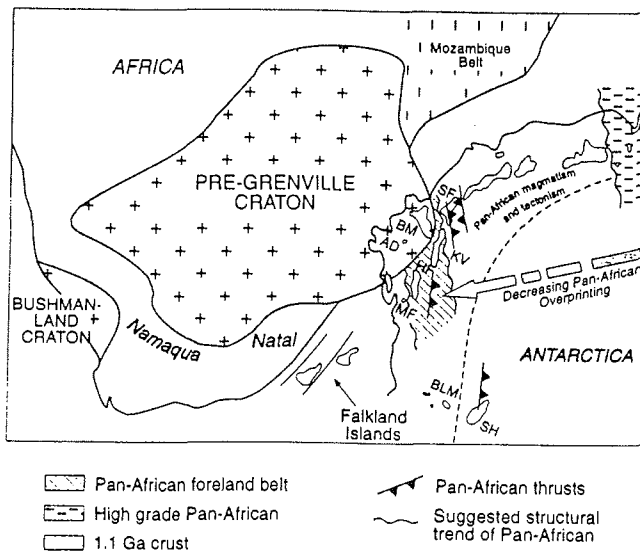 AFRICA
Mozambique
Belt
PRE-GRENVILLE
CRATON
SF
BM
AD°
KV
MF
Pan-African magmatism
and tectonism
Decreasing Pan-African
Overprinting
BUSHMAN-
LAND
CRATON
Namaqua
Natal
ANTARCTICA
BLM
SH
Falkland
Islands
Pan-African foreland belt
High grade Pan-African
1.1 Ga crust
Pan-African thrusts
Suggested structural
trend of Pan-African